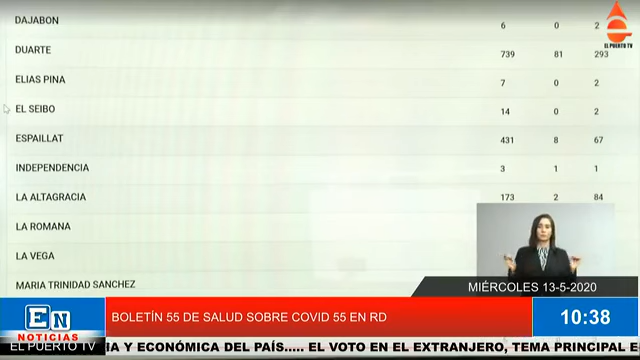 DAJABON 6 0 2
DUARTE 739 81 293
ELIAS PINA 7 0 2
EL SEIBO 14 0 2
ESPAILLAT 431 8 67
INDEPENDENCIA 3 1 1
LA ALTAGRACIA 173 2 84
LA ROMANA
LA VEGA
MARIA TRINIDAD SANCHEZ
EL PUERTO TV
MIÉRCOLES 13-5-2020
EN
NOTICIAS
BOLETÍN 55 DE SALUD SOBRE COVID 55 EN RD
10:38
EL PUERTO TV
IA Y ECONÓMICA DEL PAÍS..... EL VOTO EN EL EXTRANJERO, TEMA PRINCIPAL E